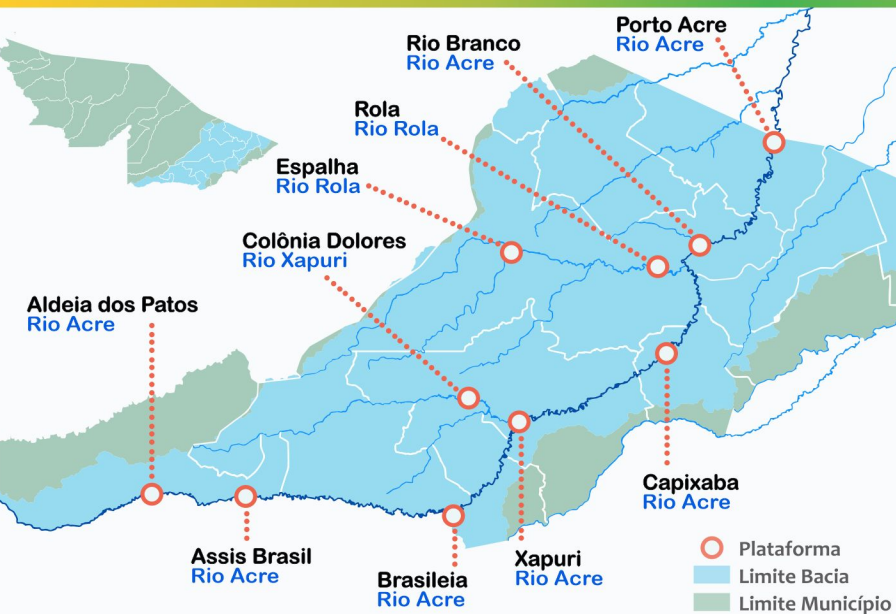 Porto Acre
Rio Acre
Rio Branco
Rio Acre
Rola
Rio Rola
Espalha
Rio Rola
Colônia Dolores
Rio Xapuri
Aldeia dos Patos
Rio Acre
Capixaba
Rio Acre
Assis Brasil
Rio Acre
Brasileia
Rio Acre
Xapuri
Rio Acre
Plataforma
Limite Bacia
Limite Município